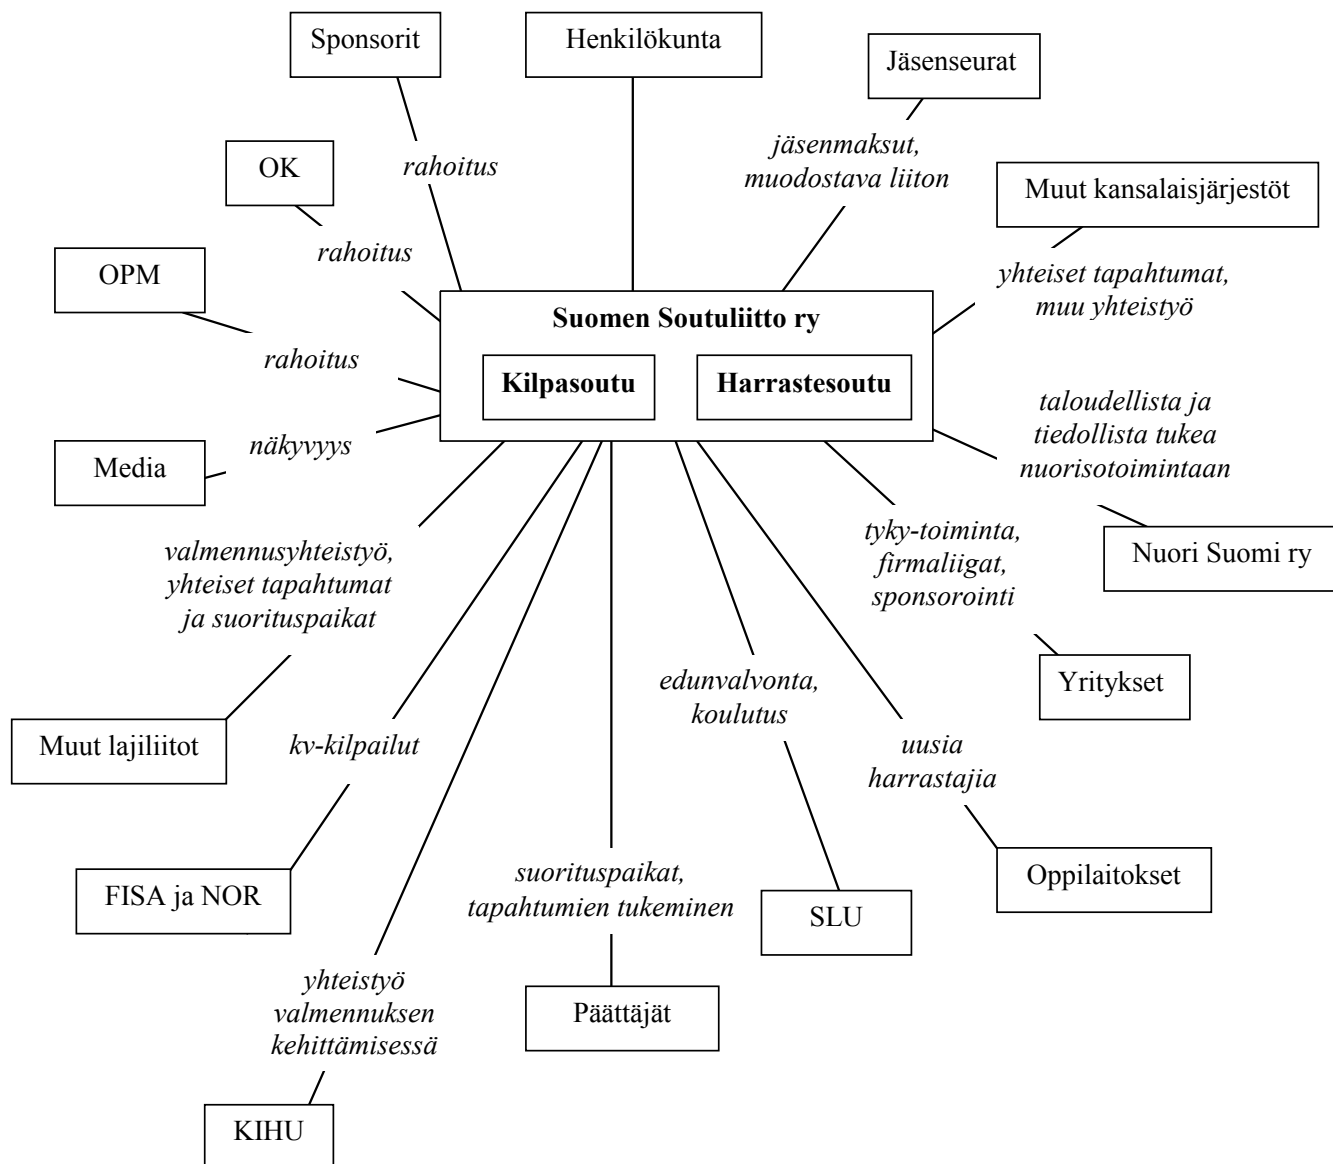 Sponsorit
Henkilökunta
Jäsenseurat
OK
rahoitus
jäsenmaksut,
muodostava liiton
Muut kansalaisjärjestöt
rahoitus
OPM
yhteiset tapahtumat,
muu yhteistyö
Suomen Soutuliitto ry
rahoitus
Kilpasoutu
Harrastesoutu
taloudellista ja
tiedollista tukea
nuorisotoimintaan
näkyvyys
Media
valmennusyhteistyö,
yhteiset tapahtumat
ja suorituspaikat
tyky-toiminta,
firmaliigat,
sponsorointi
Nuori Suomi ry
edunvalvonta,
koulutus
Yritykset
Muut lajiliitot
kv-kilpailut
uusia
harrastajia
FISA ja NOR
suorituspaikat,
tapahtumien tukeminen
SLU
Oppilaitokset
yhteistyö
valmennuksen
kehittämisessä
Päättäjät
KIHU